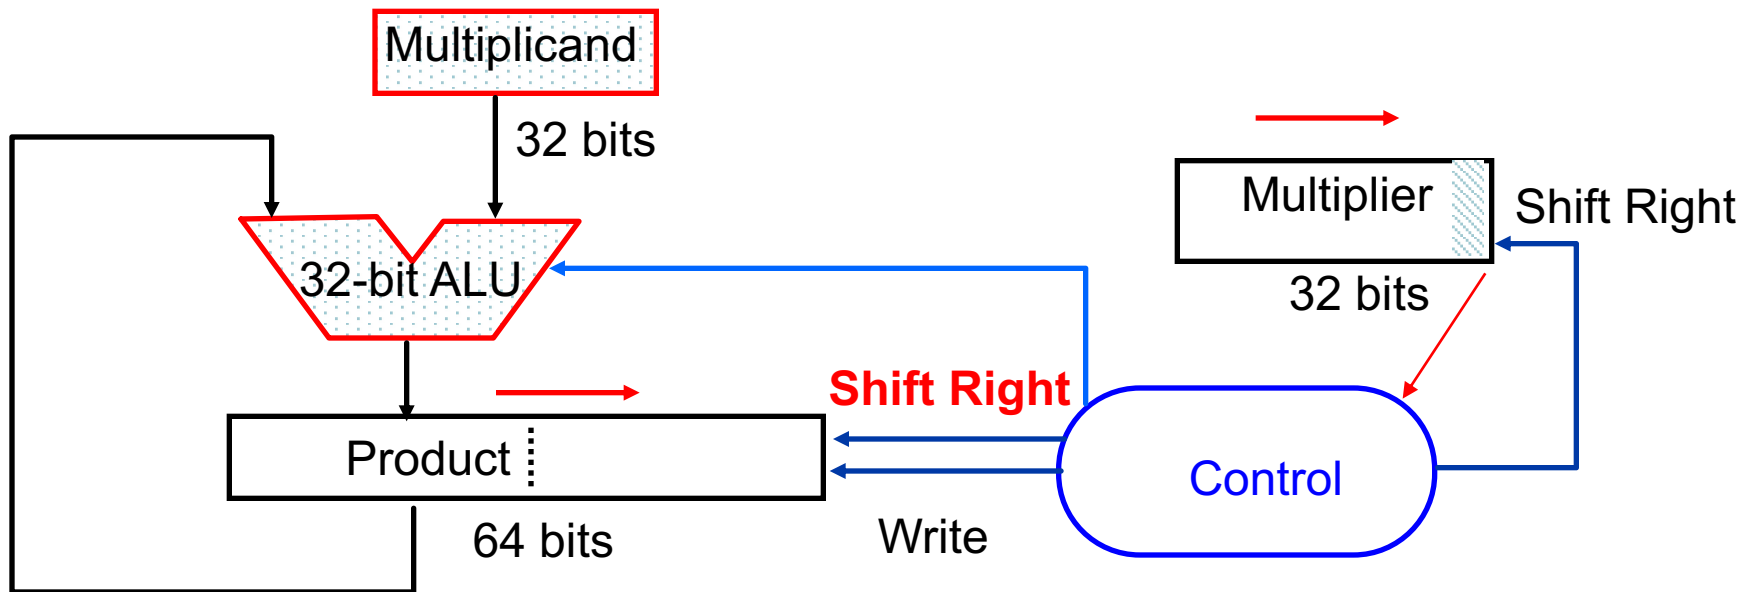 Multiplicand
32 bits
Multiplier
Shift Right
32-bit ALU
32 bits
Shift Right
Product
Control
64 bits
Write